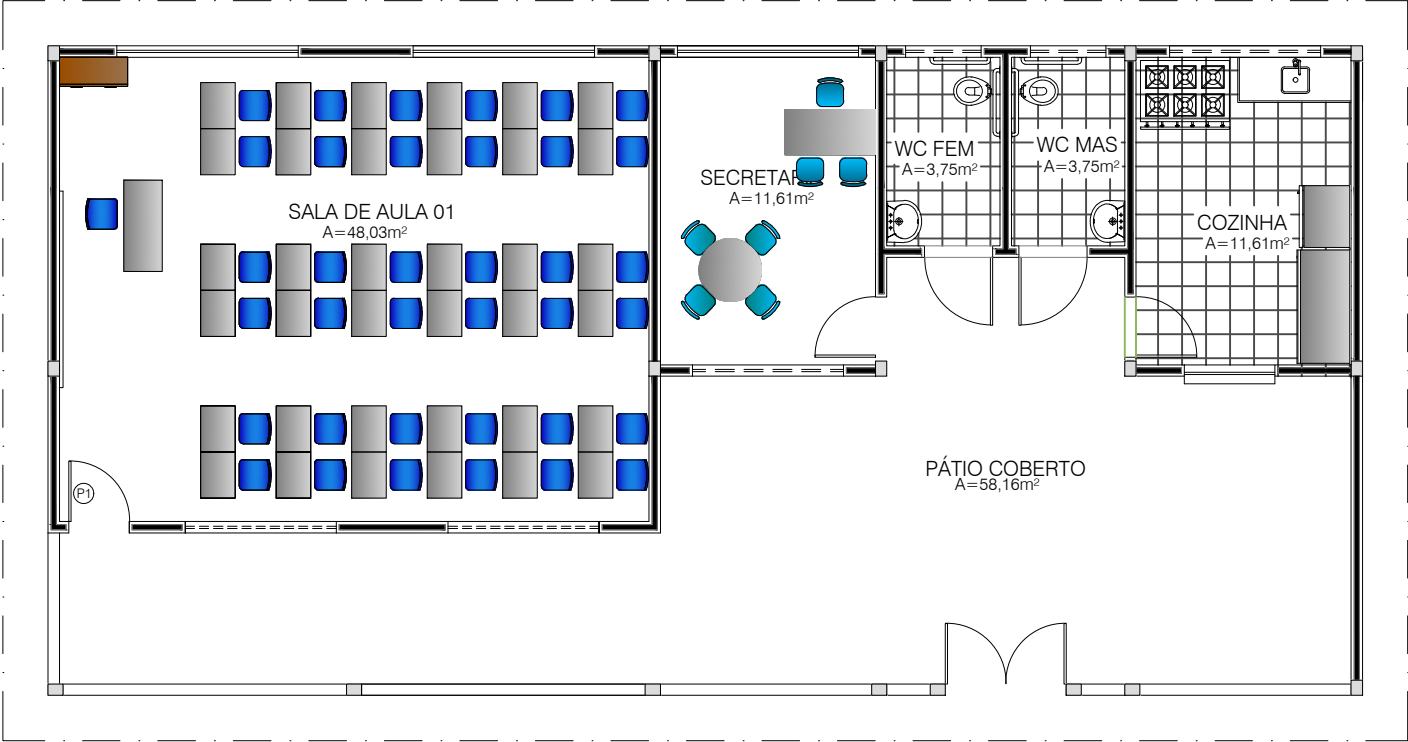 WC FEM
A=3,75m²
WC MAS
A=3,75m²
SECRETAR
A=11,61m²
SALA DE AULA 01
A=48,03m²
COZINHA
A=11,61m²
PÁTIO COBERTO
A=58,16m²
P1